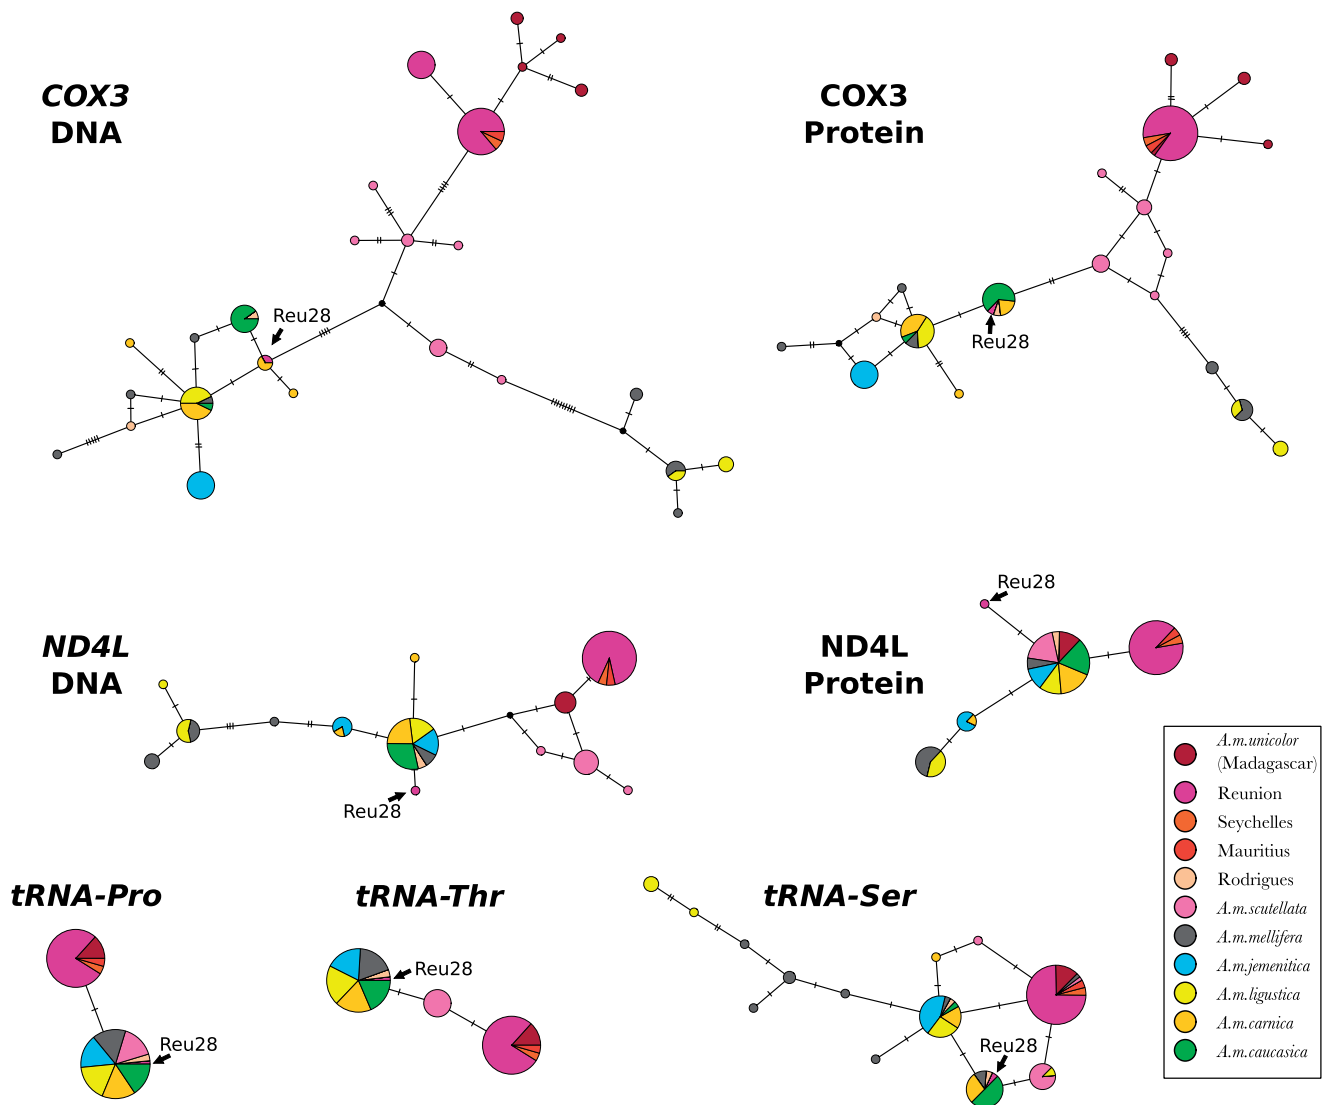 COX3
DNA
Reu28
COX3
Protein
Reu28
ND4L
DNA
Reu28
ND4L
Protein
Reu28
tRNA-Pro
Reu28
tRNA-Thr
Reu28
tRNA-Ser
Reu28
A.m.unicolor
(Madagascar)
Reunion
Seychelles
Mauritius
Rodrigues
A.m.scutellata
A.m.mellifera
A.m.jemenitica
A.m.ligustica
A.m.carnica
A.m.caucasica